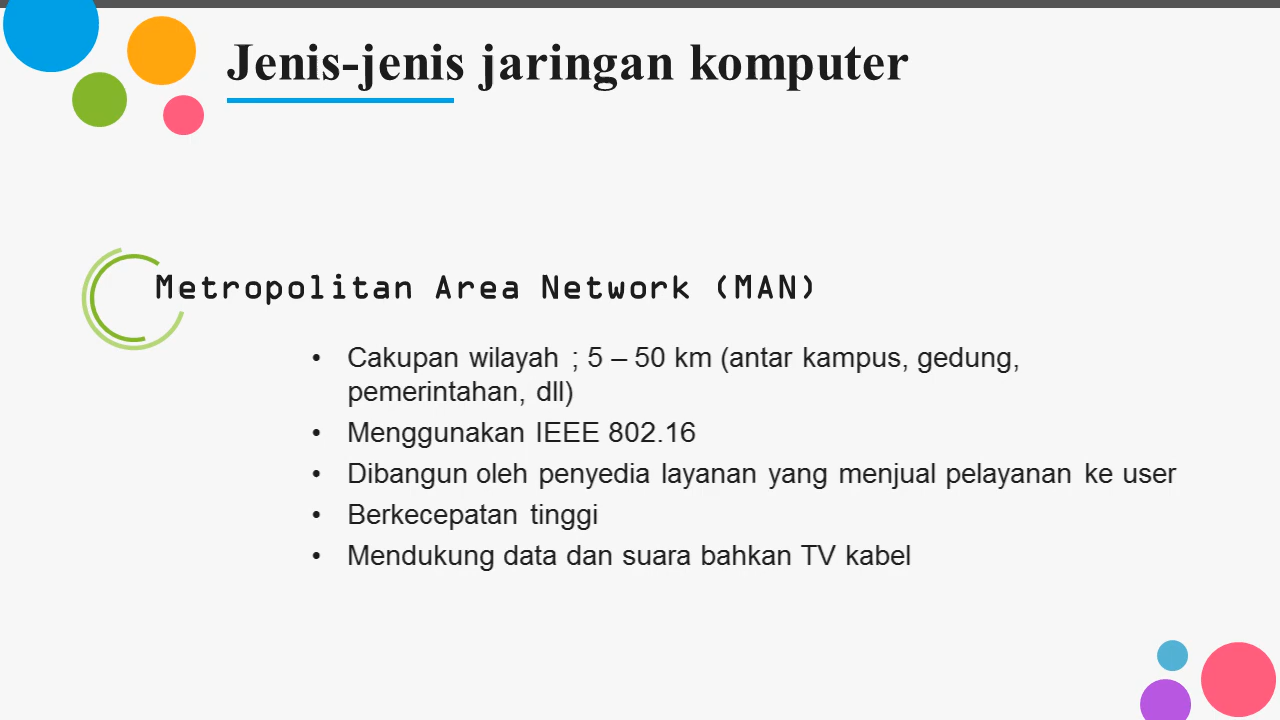 Jenis-jenis jaringan komputer
Metropolitan Area Network (MAN)
• Cakupan wilayah ; 5 – 50 km (antar kampus, gedung,
pemerintahan, dll)
• Menggunakan IEEE 802.16
• Dibangun oleh penyedia layanan yang menjual pelayanan ke user
• Berkecepatan tinggi
• Mendukung data dan suara bahkan TV kabel